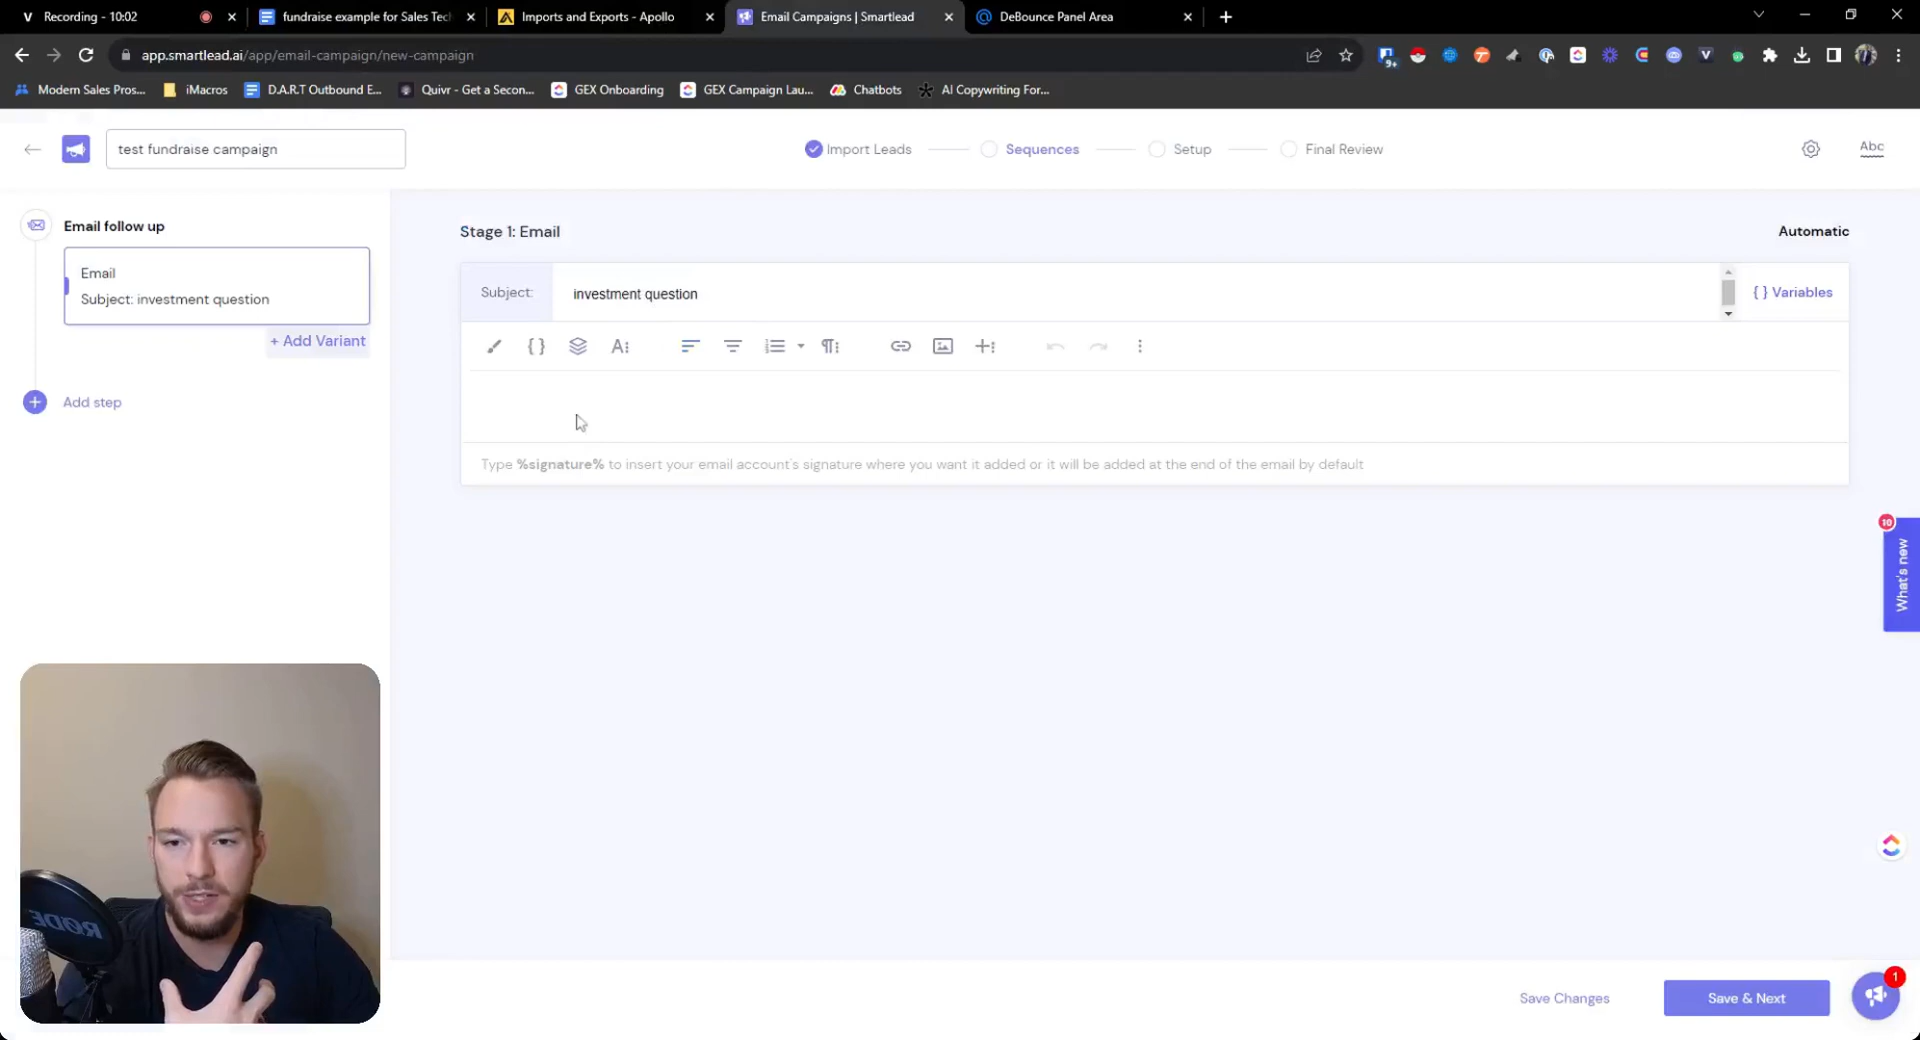 V Recording - 10:02
fundraise example for Sales Tech
Imports and Exports - Apollo
Email Campaigns | Smartlead
DeBounce Panel Area
app.smartlead.ai/app/email-campaign/new-campaign
9+
Modern Sales Pros...
iMacros
D.A.R.T Outbound E...
Quivr - Get a Secon...
GEX Onboarding
GEX Campaign Lau...
Chatbots
AI Copywriting For...
test fundraise campaign
Import Leads
Sequences
Setup
Final Review
Abc
Email follow up
Email
Subject: investment question
+ Add Variant
Add step
Stage 1: Email
Automatic
Subject:
investment question
{ } Variables
Type %signature% to insert your email account's signature where you want it added or it will be added at the end of the email by default
10
What's new
RØDE
Save Changes
Save & Next
1